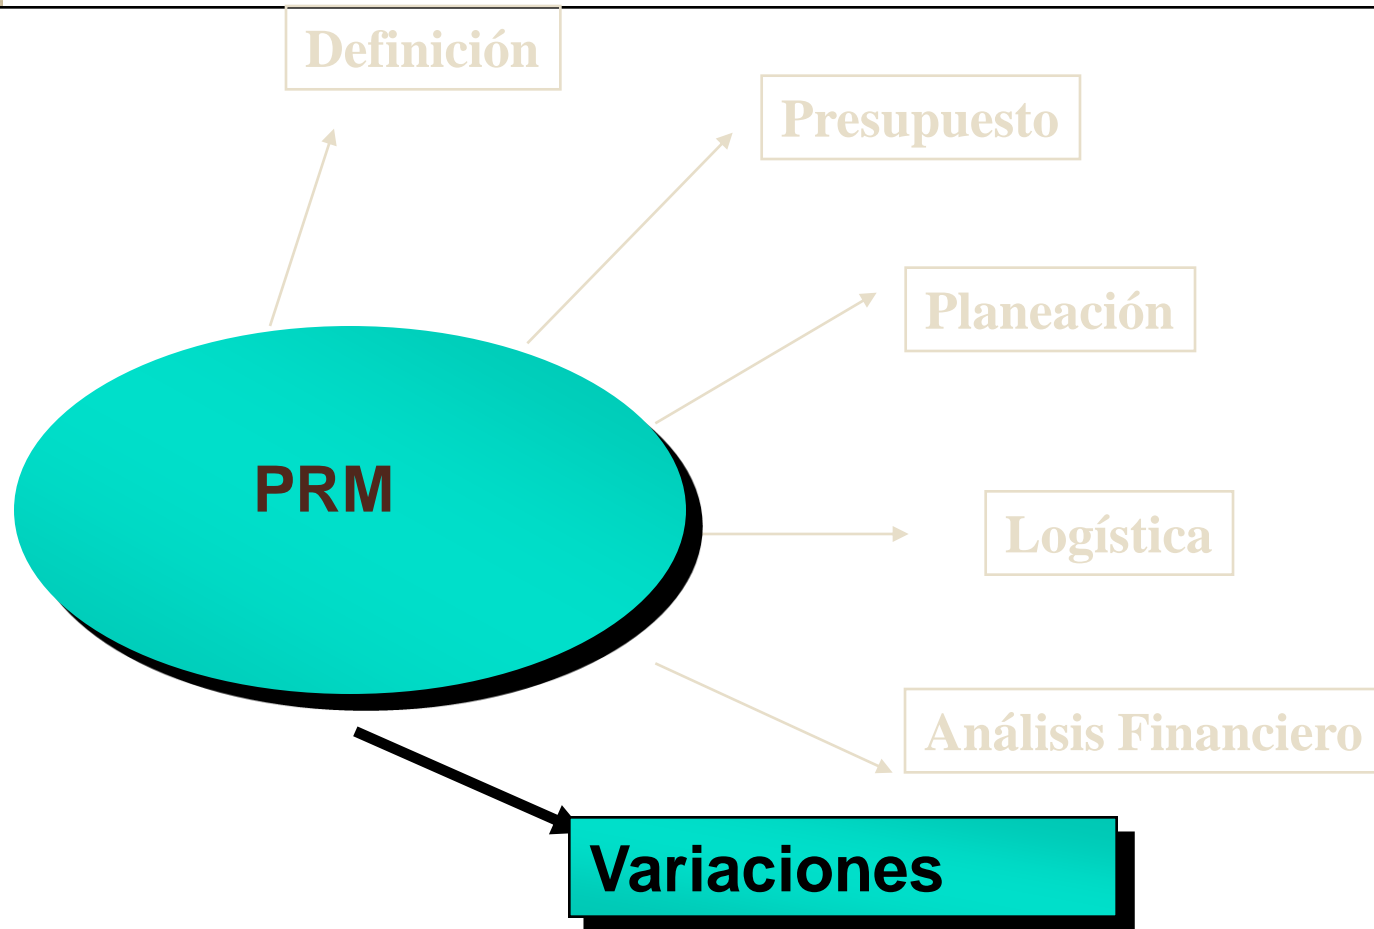 Definición
Presupuesto
Planeación
PRM
Logística
Análisis Financiero
Variaciones